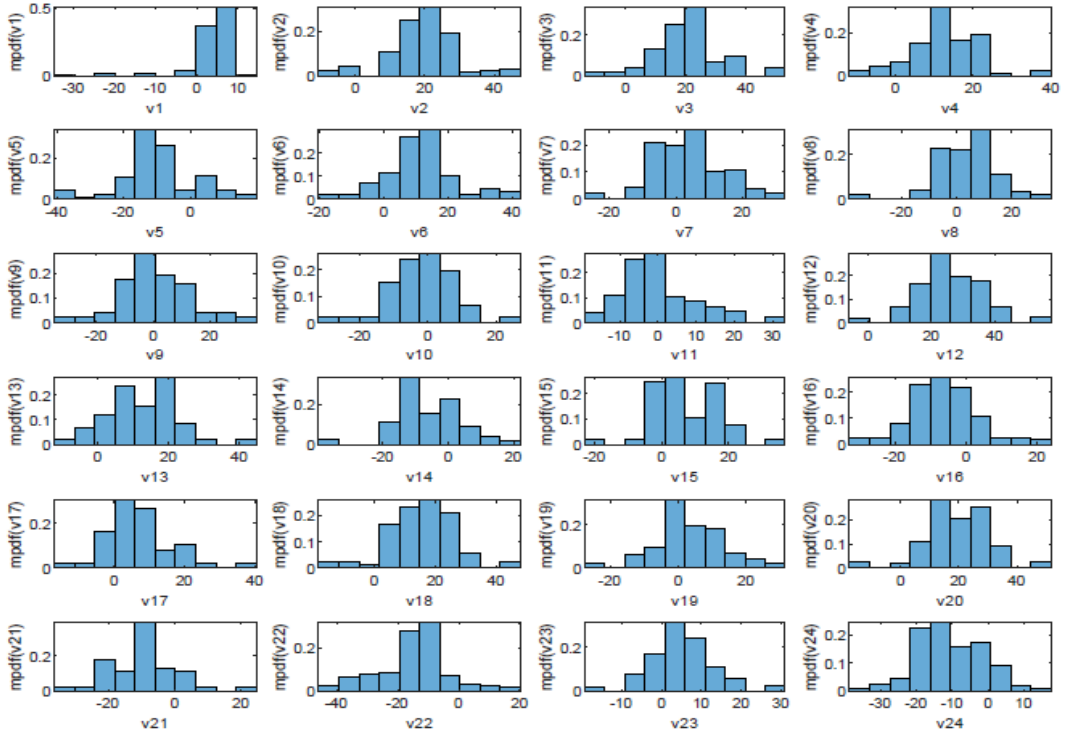 mpdf(v1) 0.5 0 -30 -20 -10 0 10 v1
mpdf(v2) 0.2 0 0 20 40 v2
mpdf(v3) 0.2 0 0 20 40 v3
mpdf(v4) 0.2 0 0 20 40 v4
mpdf(v5) 0.2 0 -40 -20 0 v5
mpdf(v6) 0.2 0.1 0 -20 0 20 40 v6
mpdf(v7) 0.2 0.1 0 -20 0 20 v7
mpdf(v8) 0.2 0 -20 0 20 v8
mpdf(v9) 0.2 0.1 0 -20 0 20 v9
mpdf(v10) 0.2 0.1 0 -20 0 20 v10
mpdf(v11) 0.2 0.1 0 -10 0 10 20 30 v11
mpdf(v12) 0.2 0.1 0 0 20 40 v12
mpdf(v13) 0.2 0.1 0 0 20 40 v13
mpdf(v14) 0.2 0 -20 0 20 v14
mpdf(v15) 0.2 0.1 0 -20 0 20 v15
mpdf(v16) 0.2 0.1 0 -20 0 20 v16
mpdf(v17) 0.2 0 0 20 40 v17
mpdf(v18) 0.2 0.1 0 -20 0 20 40 v18
mpdf(v19) 0.2 0 -20 0 20 v19
mpdf(v20) 0.2 0.1 0 0 20 40 v20
mpdf(v21) 0.2 0 -20 0 20 v21
mpdf(v22) 0.2 0 -40 -20 0 20 v22
mpdf(v23) 0.2 0 -10 0 10 20 30 v23
mpdf(v24) 0.2 0.1 0 -30 -20 -10 0 10 v24